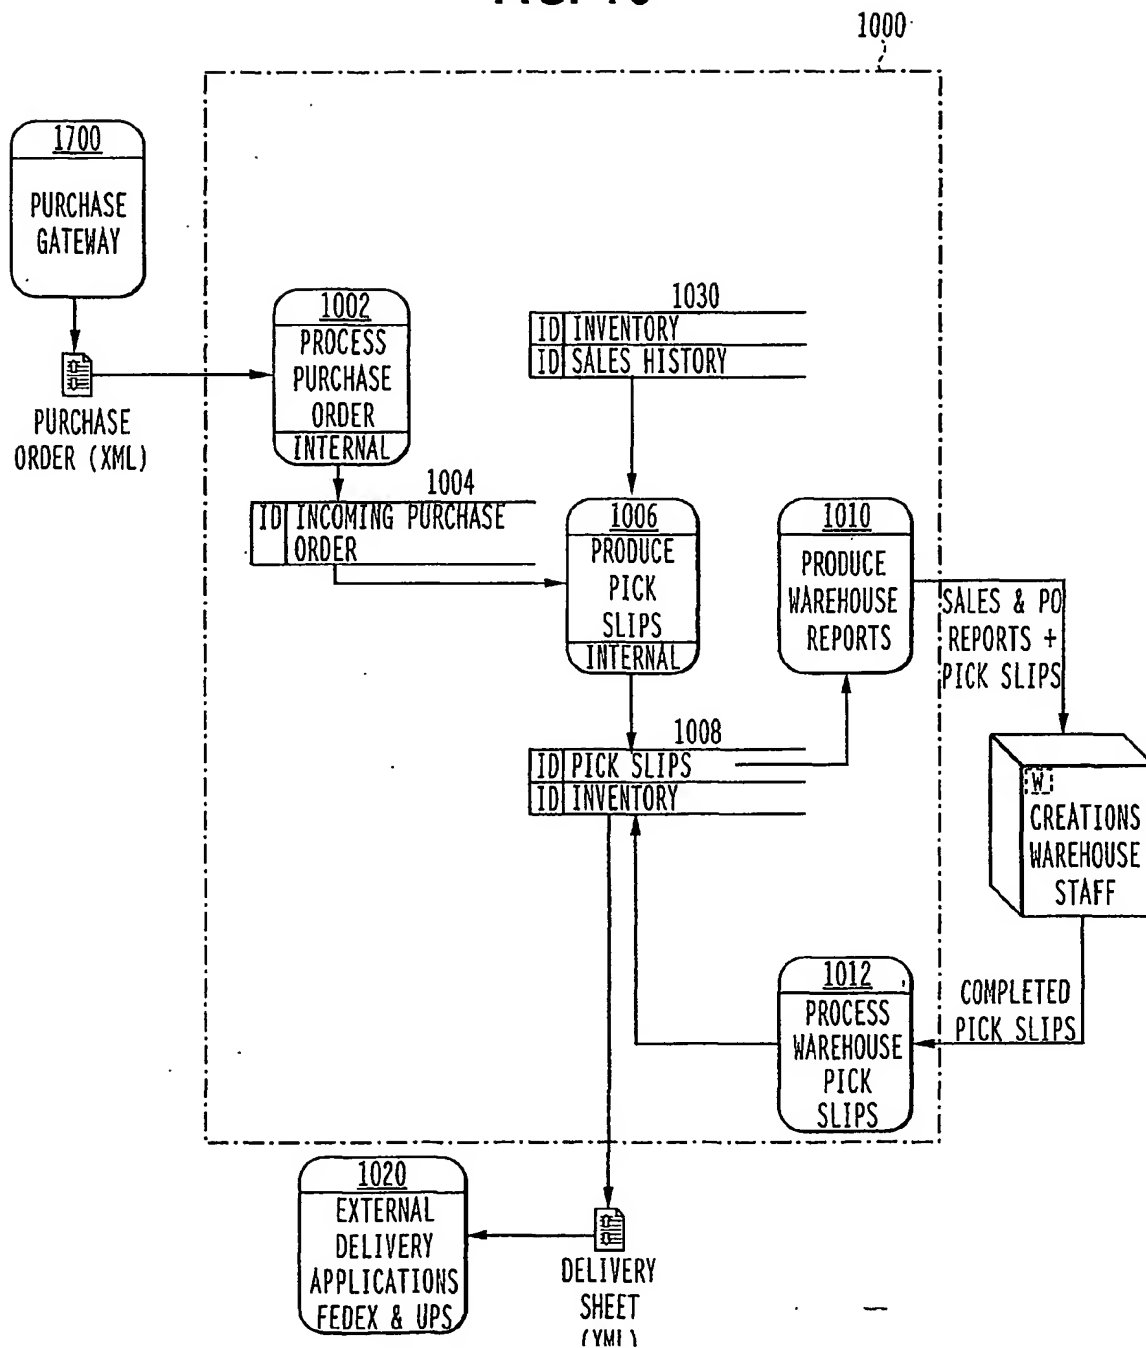 1000
1700
PURCHASE
GATEWAY
PURCHASE
ORDER (XML)
1002
PROCESS
PURCHASE
ORDER
INTERNAL
1030
ID INVENTORY
ID SALES HISTORY
1004
ID INCOMING PURCHASE
ORDER
1006
PRODUCE
PICK
SLIPS
INTERNAL
1010
PRODUCE
WAREHOUSE
REPORTS
SALES & PO
REPORTS +
PICK SLIPS
1008
ID PICK SLIPS
ID INVENTORY
W
CREATIONS
WAREHOUSE
STAFF
COMPLETED
PICK SLIPS
1012
PROCESS
WAREHOUSE
PICK
SLIPS
1020
EXTERNAL
DELIVERY
APPLICATIONS
FEDEX & UPS
DELIVERY
SHEET
(XML)